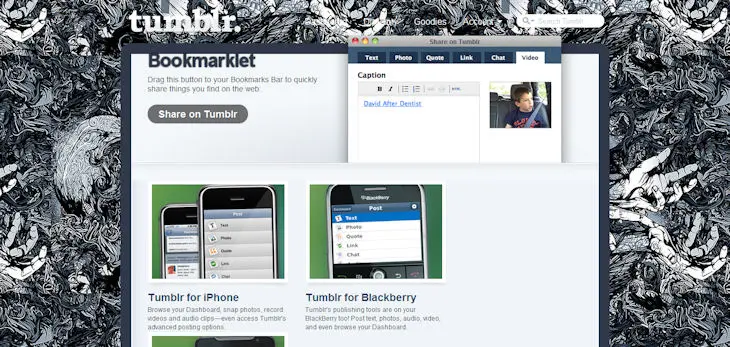 tumblr.
Goodies
Account
Search Tumblr
Bookmarklet
Drag this button to your Bookmarks Bar to quickly
share things you find on the web.
Share on Tumblr
Share on Tumblr
Text Photo Quote Link Chat Video
Caption
B I HTML
David After Dentist
Post
Text
Photo
Quote
Link
Chat
BlackBerry
Post
Text
Photo
Quote
Link
Chat
Tumblr for iPhone
Browse your Dashboard, snap photos, record
videos and audio clips—even access Tumblr's
advanced posting options.
Tumblr for Blackberry
Tumblr's publishing tools are on your
BlackBerry too! Post text, photos, audio, video,
and even browse your Dashboard.